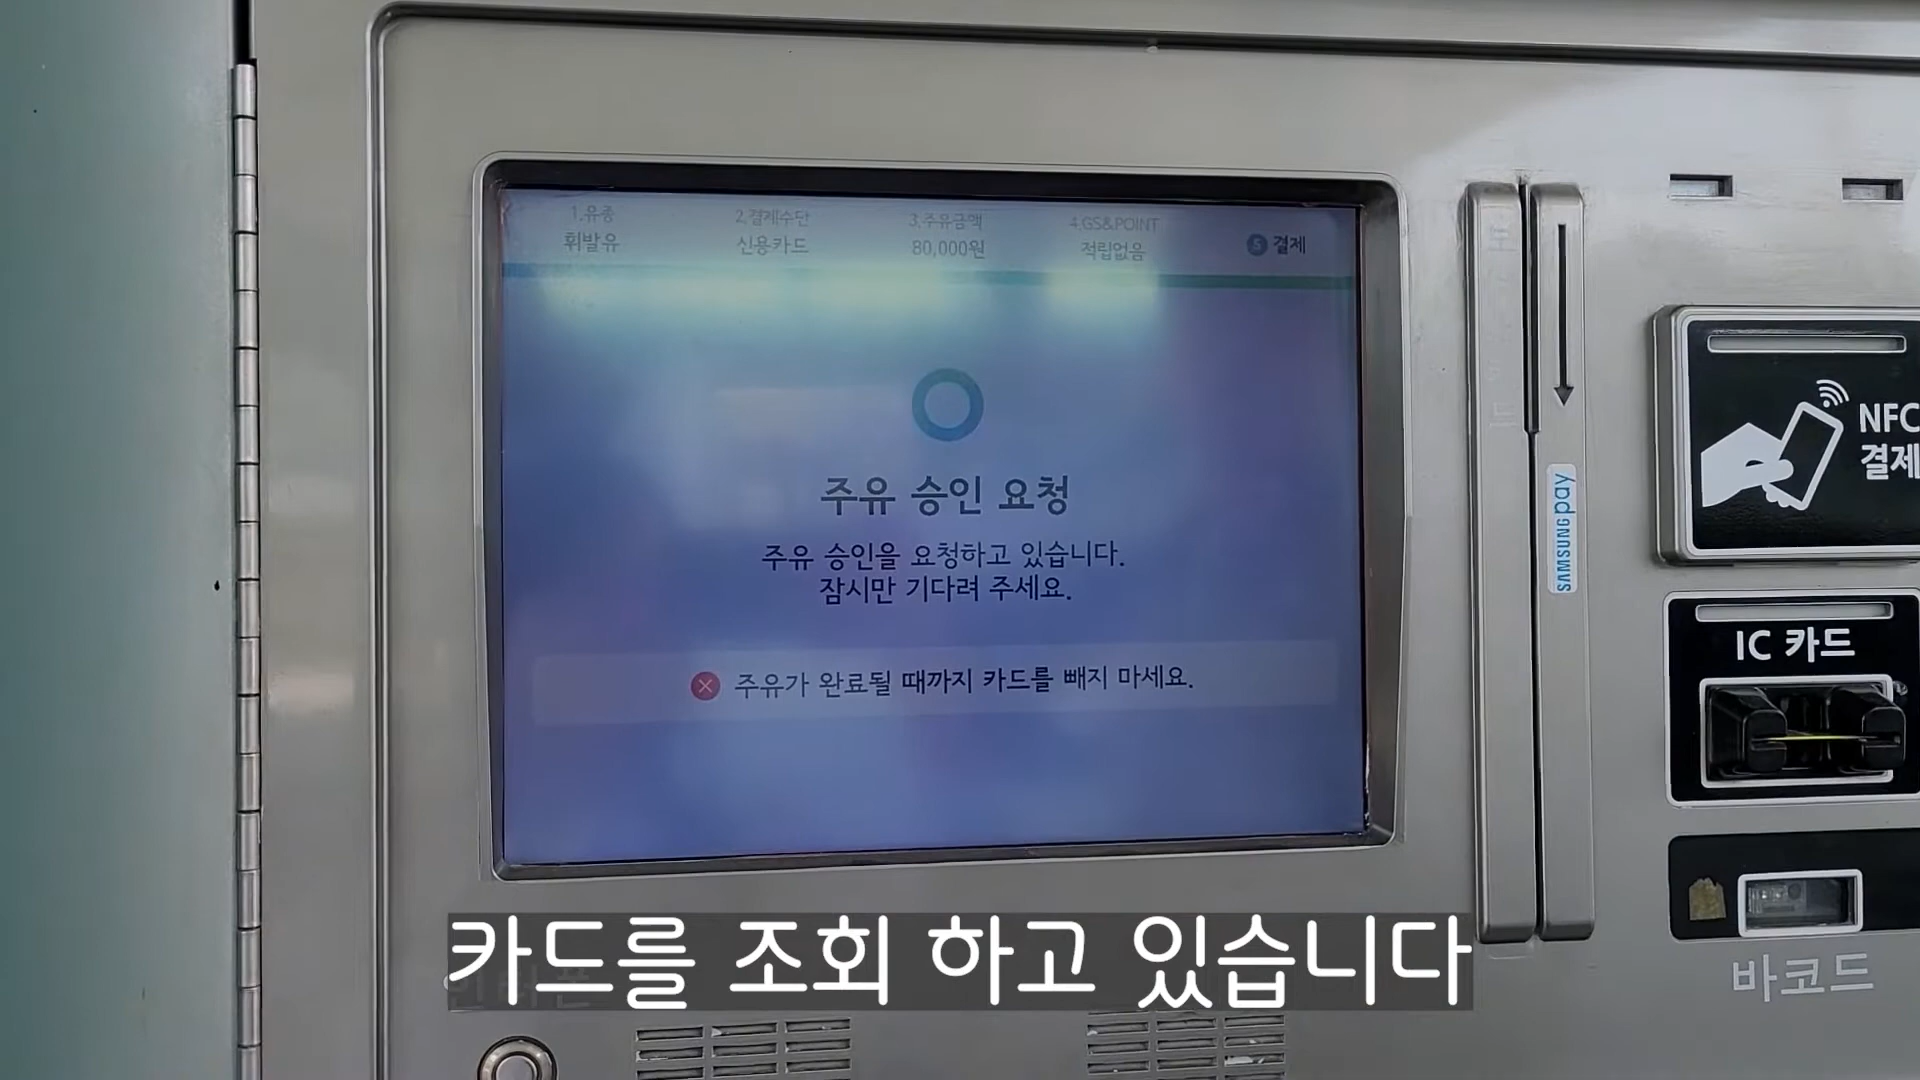 1.유종
휘발유
2.결제수단
신용카드
3.주유금액
80,000원
4.GS&POINT
적립없음
5 결제
주유 승인 요청
주유 승인을 요청하고 있습니다.
잠시만 기다려 주세요.
주유가 완료될 때까지 카드를 빼지 마세요.
SAMSUNG pay
NFC
결제
IC 카드
바코드
카드를 조회 하고 있습니다